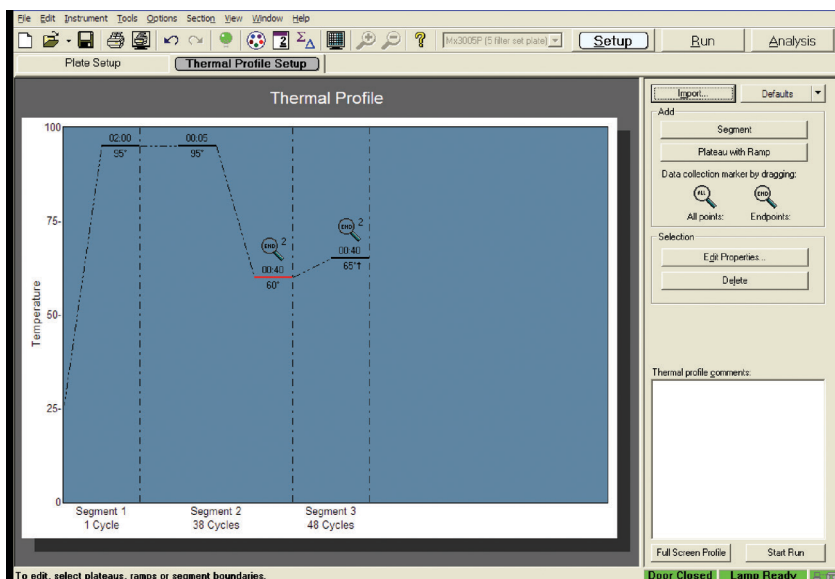 File Edit Instrument Tools Options Section View Window Help
Mx3005P (5 filter set plate)
Setup Run Analysis
Plate Setup Thermal Profile Setup
Thermal Profile
100
75-
50-
25-
0
Temperature
02:00
95°
00:05
95°
END 2
00:40
60°
END 2
00:40
65°↑
Segment 1
1 Cycle
Segment 2
38 Cycles
Segment 3
48 Cycles
Import... Defaults
Add
Segment
Plateau with Ramp
Data collection marker by dragging:
ALL END
All points: Endpoints:
Selection
Edit Properties...
Delete
Thermal profile comments:
Full Screen Profile Start Run
To edit, select plateaus, ramps or segment boundaries.
Door Closed Lamp Ready